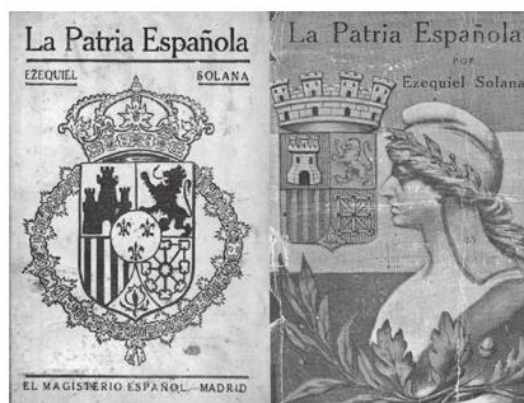 La Patria Española
EZEQUIEL SOLANA
EL MAGISTERIO ESPAÑOL.—MADRID
La Patria Española
POR
Ezequiel Solana